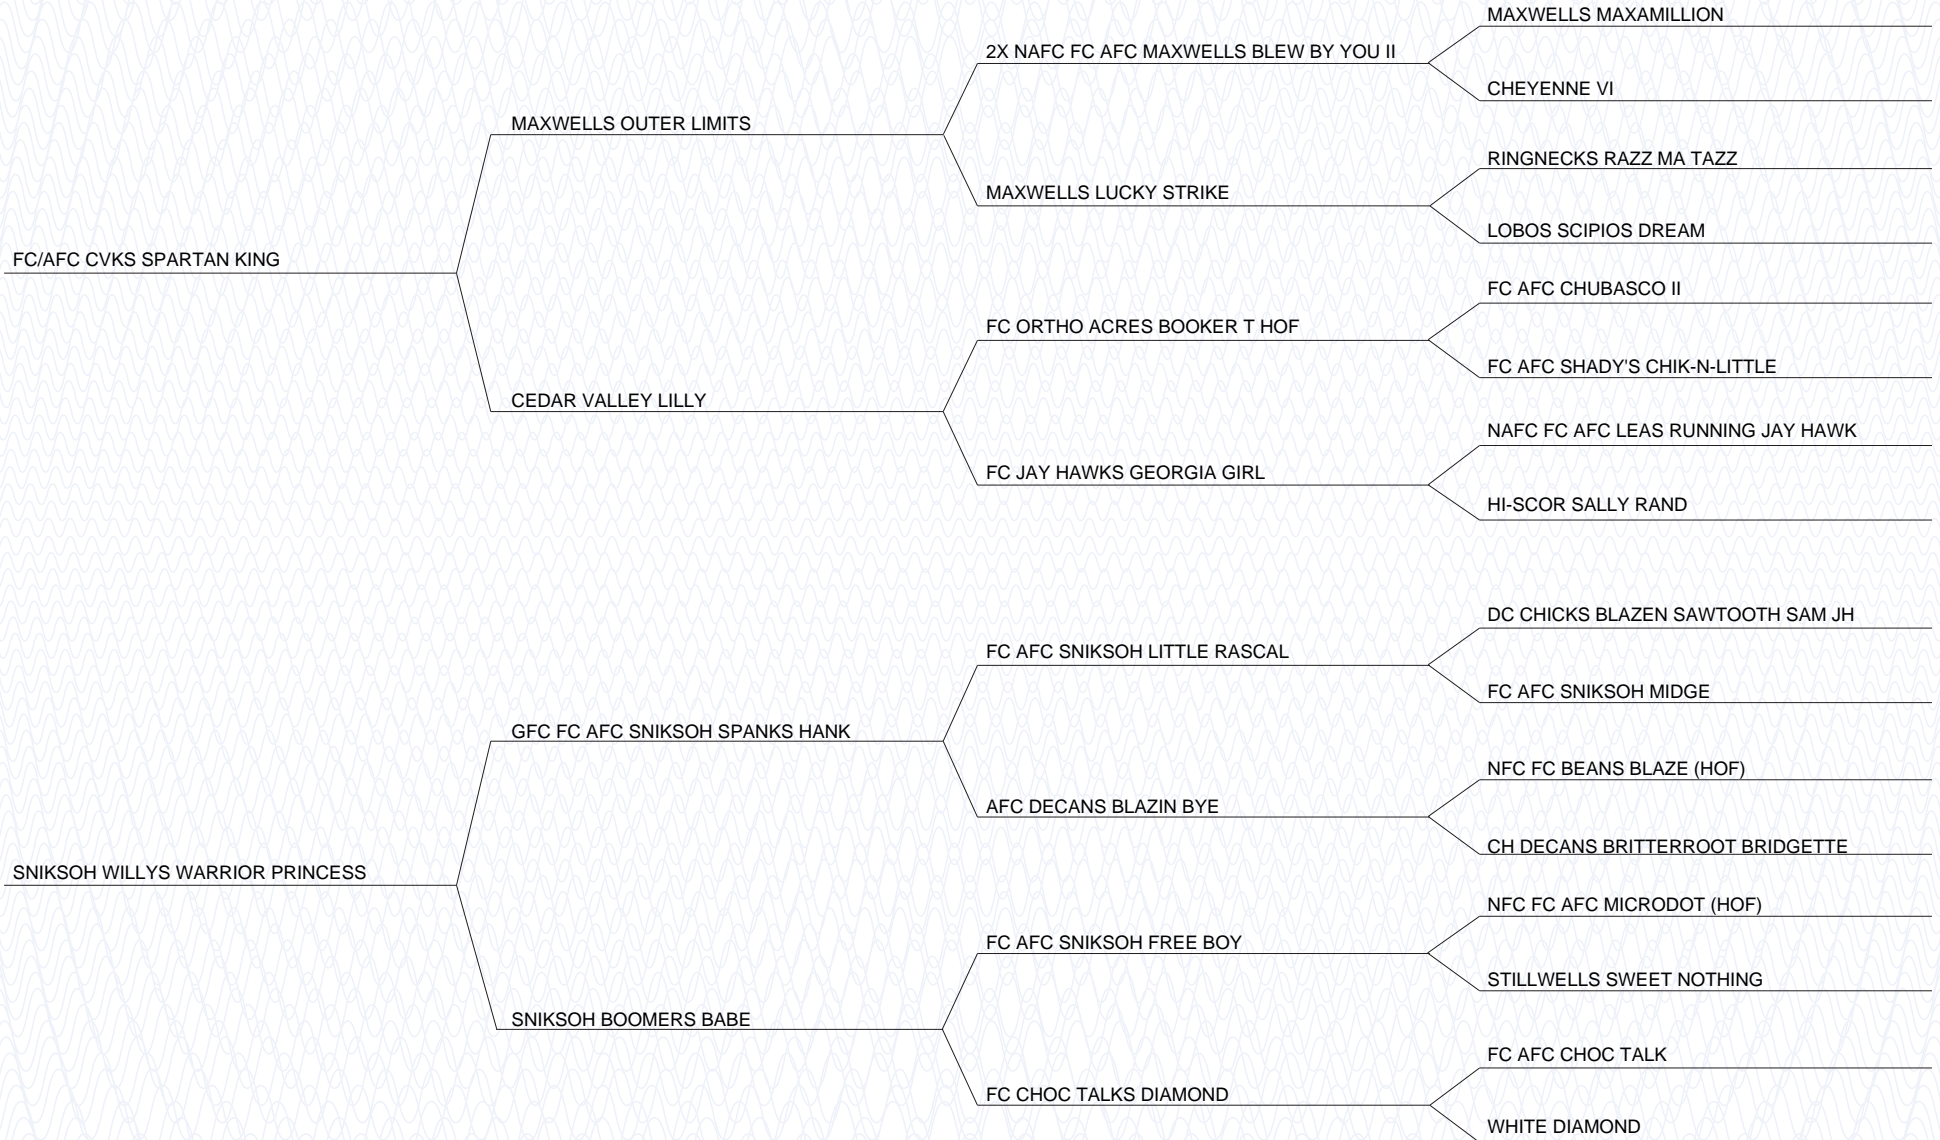 MAXWELLS MAXAMILLION
2X NAFC FC AFC MAXWELLS BLEW BY YOU II
CHEYENNE VI
MAXWELLS OUTER LIMITS
RINGNECKS RAZZ MA TAZZ
MAXWELLS LUCKY STRIKE
LOBOS SCIPIOS DREAM
FC/AFC CVKS SPARTAN KING
FC AFC CHUBASCO II
FC ORTHO ACRES BOOKER T HOF
FC AFC SHADY'S CHIK-N-LITTLE
CEDAR VALLEY LILLY
NAFC FC AFC LEAS RUNNING JAY HAWK
FC JAY HAWKS GEORGIA GIRL
HI-SCOR SALLY RAND
DC CHICKS BLAZEN SAWTOOTH SAM JH
FC AFC SNIKSOH LITTLE RASCAL
FC AFC SNIKSOH MIDGE
GFC FC AFC SNIKSOH SPANKS HANK
NFC FC BEANS BLAZE (HOF)
AFC DECANS BLAZIN BYE
CH DECANS BRITTERROOT BRIDGETTE
SNIKSOH WILLYS WARRIOR PRINCESS
NFC FC AFC MICRODOT (HOF)
FC AFC SNIKSOH FREE BOY
STILLWELLS SWEET NOTHING
SNIKSOH BOOMERS BABE
FC AFC CHOC TALK
FC CHOC TALKS DIAMOND
WHITE DIAMOND